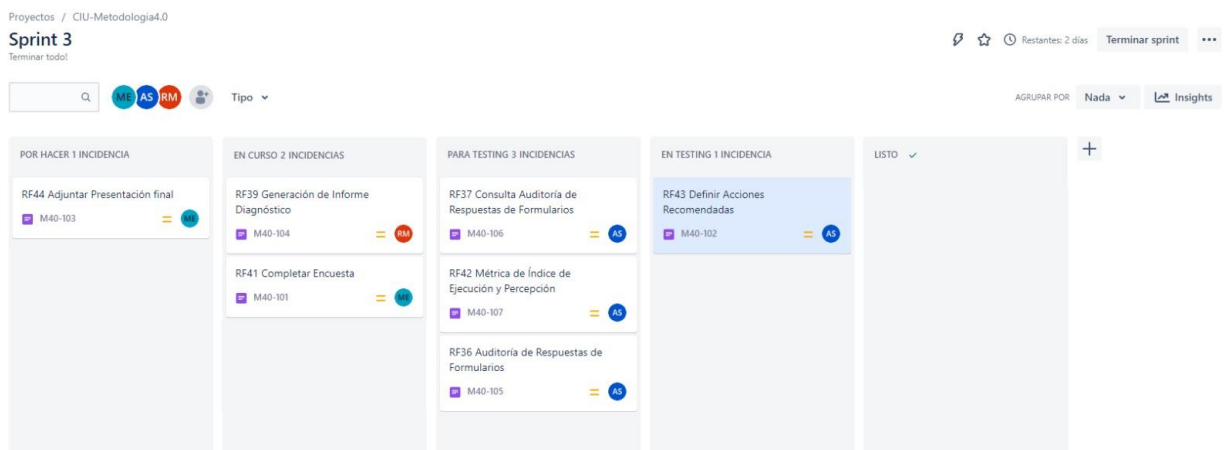 Proyectos / CIU-Metodologia4.0
Sprint 3
Terminar todo!
Restantes: 2 días
Terminar sprint
ME AS RM
Tipo
AGRUPAR POR
Nada
Insights
POR HACER 1 INCIDENCIA
RF44 Adjuntar Presentación final
M40-103
ME
EN CURSO 2 INCIDENCIAS
RF39 Generación de Informe
Diagnóstico
M40-104
RM
RF41 Completar Encuesta
M40-101
ME
PARA TESTING 3 INCIDENCIAS
RF37 Consulta Auditoría de
Respuestas de Formularios
M40-106
AS
RF42 Métrica de Índice de
Ejecución y Percepción
M40-107
AS
RF36 Auditoría de Respuestas de
Formularios
M40-105
AS
EN TESTING 1 INCIDENCIA
RF43 Definir Acciones
Recomendadas
M40-102
AS
LISTO